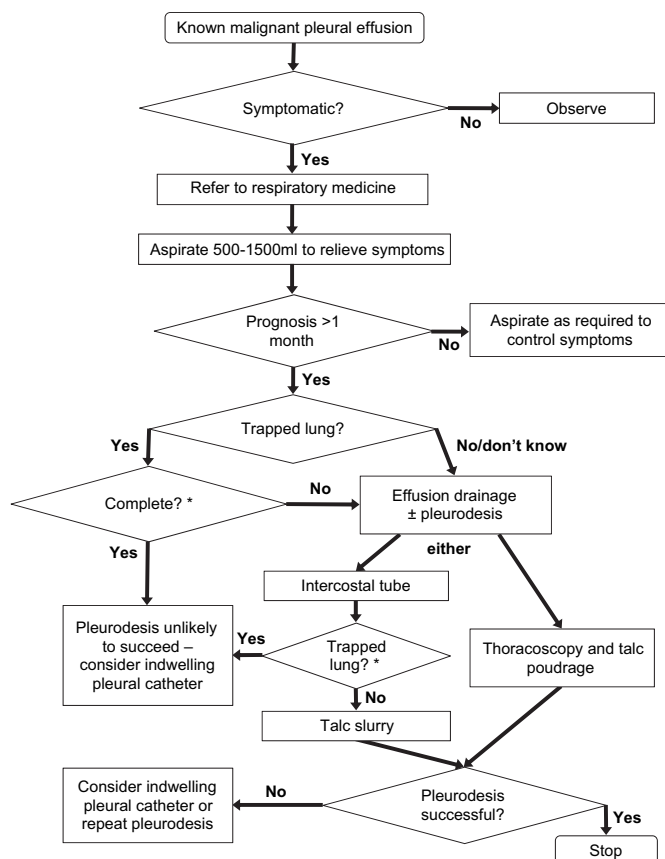 Known malignant pleural effusion
Symptomatic?
No
Observe
Yes
Refer to respiratory medicine
Aspirate 500-1500ml to relieve symptoms
Prognosis >1
month
No
Aspirate as required to
control symptoms
Yes
Trapped lung?
Yes
No/don't know
Complete? *
No
Effusion drainage
± pleurodesis
Yes
either
Intercostal tube
Pleurodesis unlikely
to succeed –
consider indwelling
pleural catheter
Yes
Trapped
lung? *
Thoracoscopy and talc
poudrage
No
Talc slurry
Consider indwelling
pleural catheter or
repeat pleurodesis
No
Pleurodesis
successful?
Yes
Stop